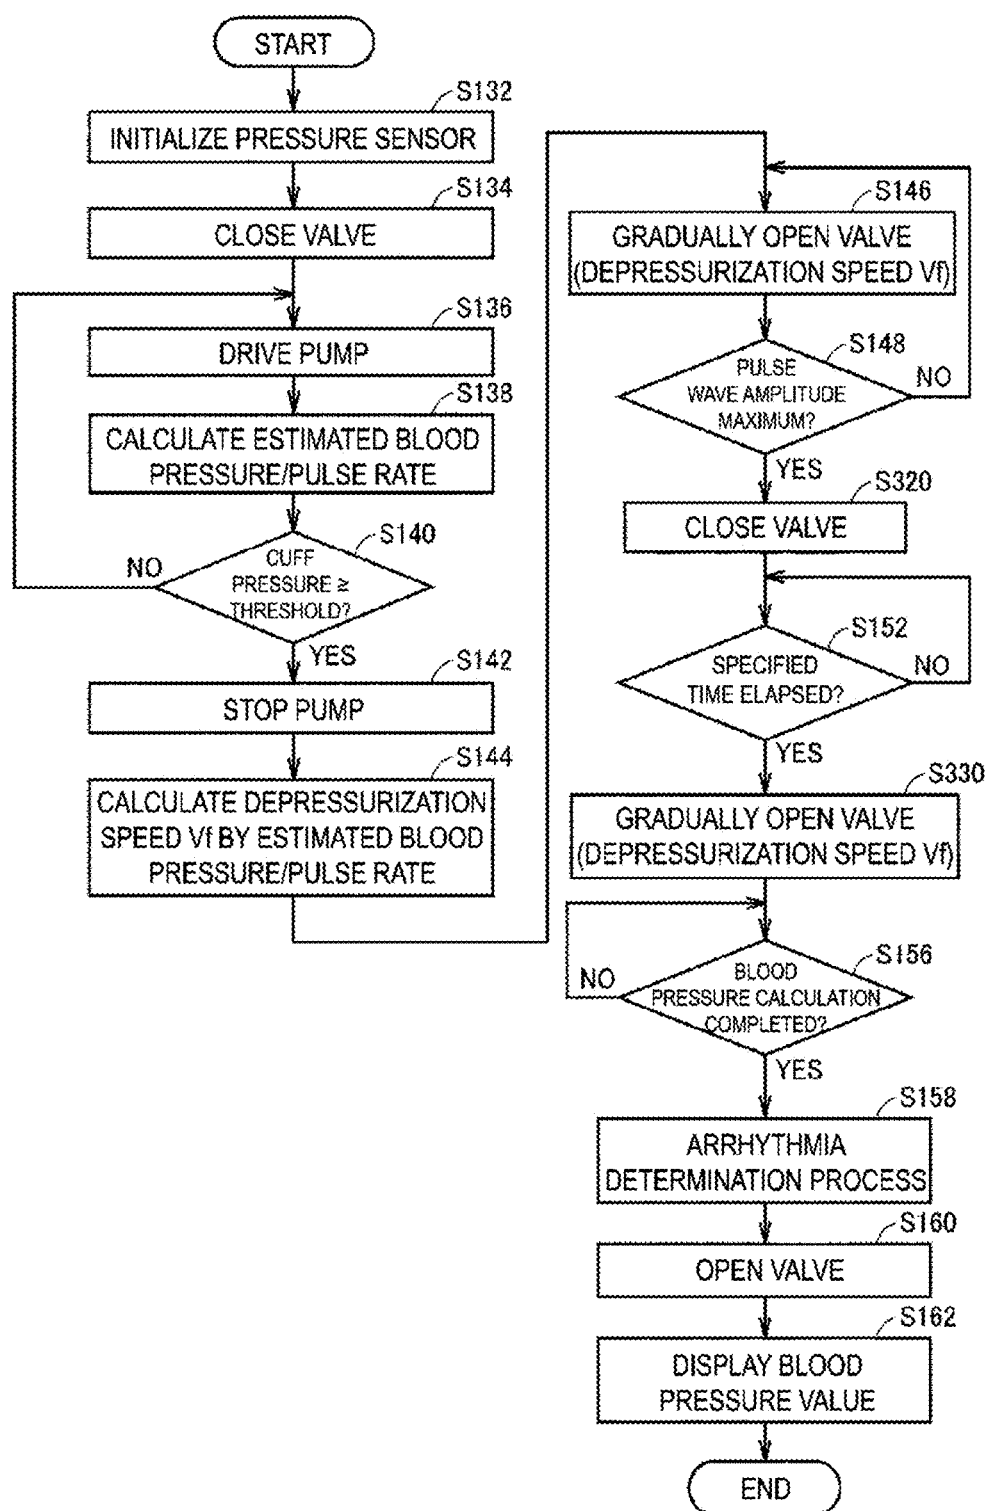 START
S132
INITIALIZE PRESSURE SENSOR
S134
CLOSE VALVE
S136
DRIVE PUMP
S138
CALCULATE ESTIMATED BLOOD
PRESSURE/PULSE RATE
S140
CUFF
PRESSURE ≥
THRESHOLD?
NO
YES
S142
STOP PUMP
S144
CALCULATE DEPRESSURIZATION
SPEED Vf BY ESTIMATED BLOOD
PRESSURE/PULSE RATE
S146
GRADUALLY OPEN VALVE
(DEPRESSURIZATION SPEED Vf)
S148
PULSE
WAVE AMPLITUDE
MAXIMUM?
NO
YES
S320
CLOSE VALVE
S152
SPECIFIED
TIME ELAPSED?
NO
YES
S330
GRADUALLY OPEN VALVE
(DEPRESSURIZATION SPEED Vf)
S156
BLOOD
PRESSURE CALCULATION
COMPLETED?
NO
YES
S158
ARRHYTHMIA
DETERMINATION PROCESS
S160
OPEN VALVE
S162
DISPLAY BLOOD
PRESSURE VALUE
END